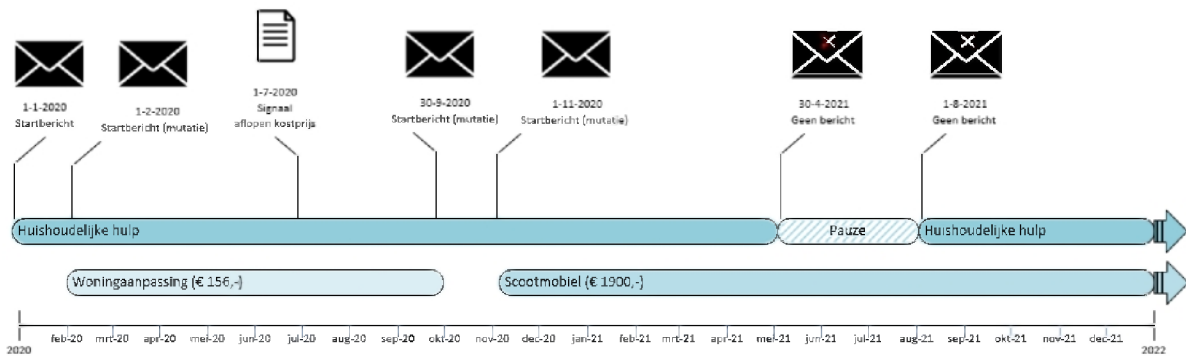 1-1-2020
Startbericht
1-2-2020
Startbericht (mutatie)
1-7-2020
Signaal
aflopen kostprijs
30-9-2020
Startbericht (mutatie)
1-11-2020
Startbericht (mutatie)
30-4-2021
Geen bericht
1-8-2021
Geen bericht
Huishoudelijke hulp
Pauze
Huishoudelijke hulp
Woningaanpassing (€ 156,-)
Scootmobiel (€ 1900,-)
feb-20 mrt-20 apr-20 mei-20 jun-20 jul-20 aug-20 sep-20 okt-20 nov-20 dec-20 jan-21 feb-21 mrt-21 apr-21 mei-21 jun-21 jul-21 aug-21 sep-21 okt-21 nov-21 dec-21
2020 2022